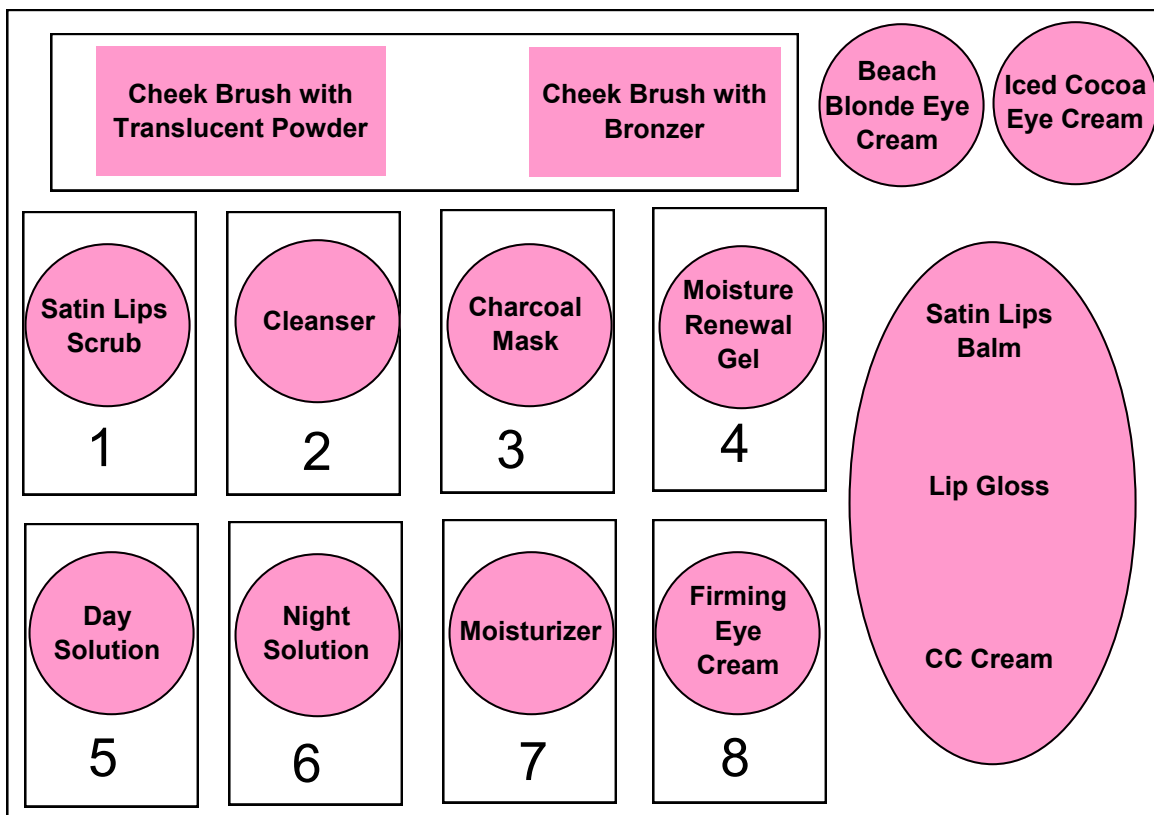 Cheek Brush with
Translucent Powder
Cheek Brush with
Bronzer
Beach
Blonde Eye
Cream
Iced Cocoa
Eye Cream
Satin Lips
Scrub
1
Cleanser
2
Charcoal
Mask
3
Moisture
Renewal
Gel
4
Satin Lips
Balm
Lip Gloss
CC Cream
Day
Solution
5
Night
Solution
6
Moisturizer
7
Firming
Eye
Cream
8